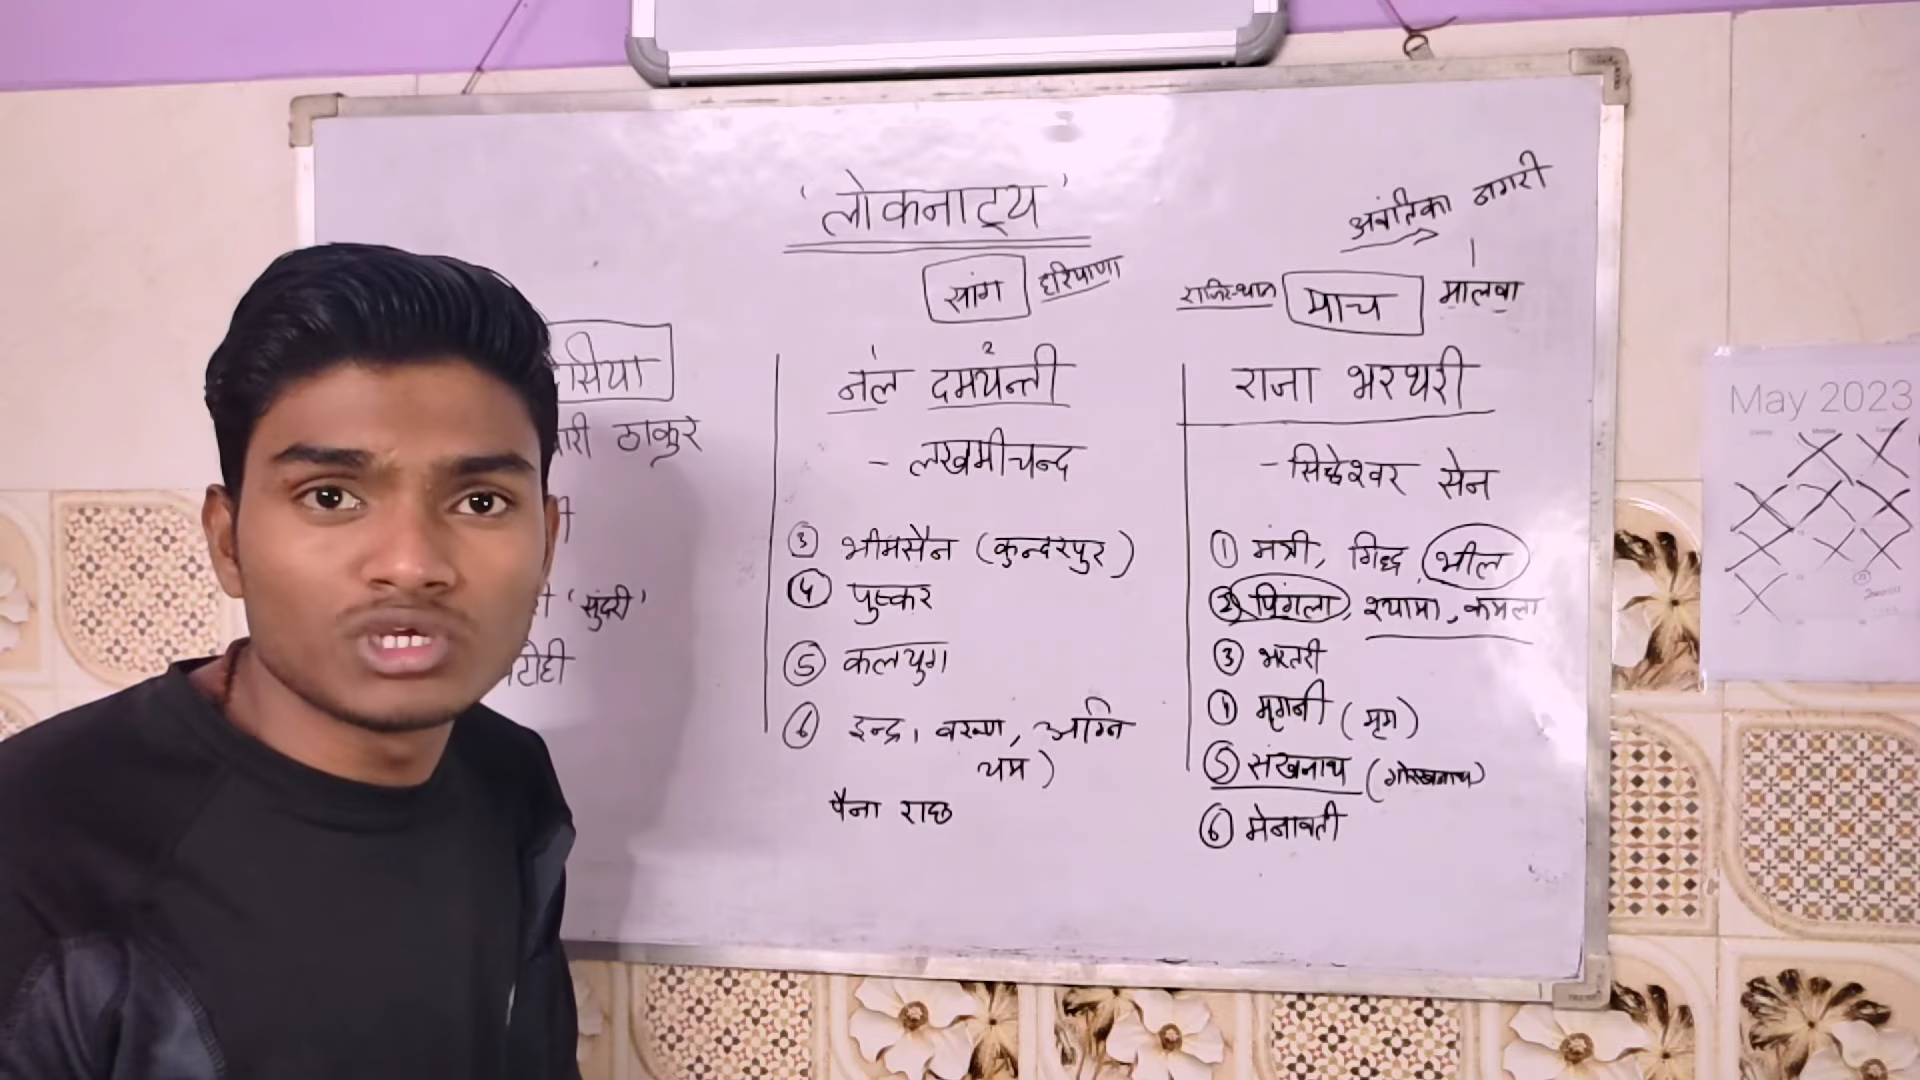 'लोकनाट्य'
अवंतिका नगरी
सांग हरियाणा
राजस्थान माच मालवा
सिया
ठाकुर
'सुंदरी'
टोही
नल दमयन्ती
- लखमीचन्द
③ भीमसैन (कुन्दरपुर)
④ पुष्कर
⑤ कलयुग
⑥ इन्द्र, वरुण, अग्नि
यम)
राजा भरथरी
- सिद्धेश्वर सेन
① मंत्री, गिद्ध, भील
② पिंगला, श्यामा, कमला
③ भरतरी
④ मृगनी (मृग)
⑤ संखनाथ (गोरखनाथ)
⑥ मेनावती
May 2023